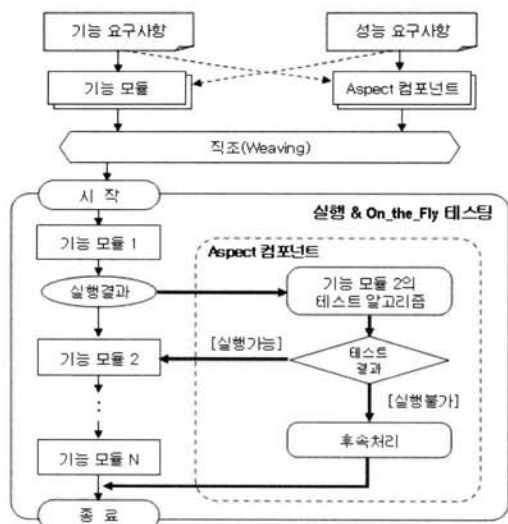 기능 요구사항
성능 요구사항
기능 모듈
Aspect 컴포넌트
직조(Weaving)
시 작
실행 & On_the_Fly 테스팅
기능 모듈 1
Aspect 컴포넌트
실행결과
기능 모듈 2의
테스트 알고리즘
[실행가능]
기능 모듈 2
테스트
결과
[실행불가]
후속처리
기능 모듈 N
종 료